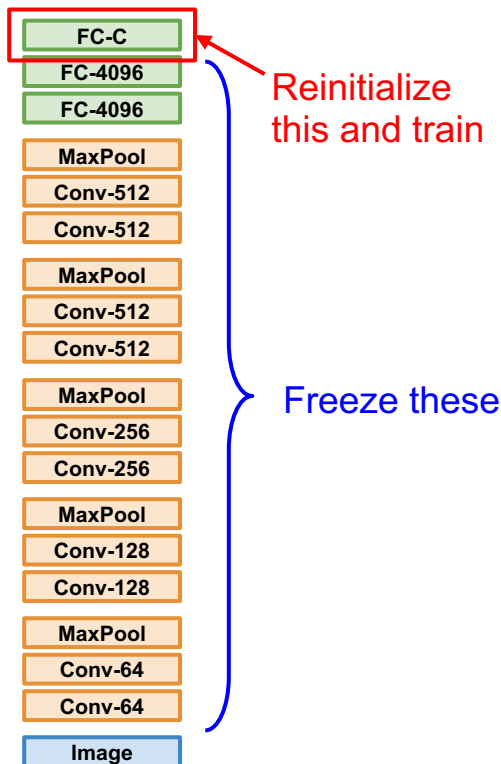 FC-C
FC-4096
FC-4096
MaxPool
Conv-512
Conv-512
MaxPool
Conv-512
Conv-512
MaxPool
Conv-256
Conv-256
MaxPool
Conv-128
Conv-128
MaxPool
Conv-64
Conv-64
Image
Reinitialize
this and train
Freeze these